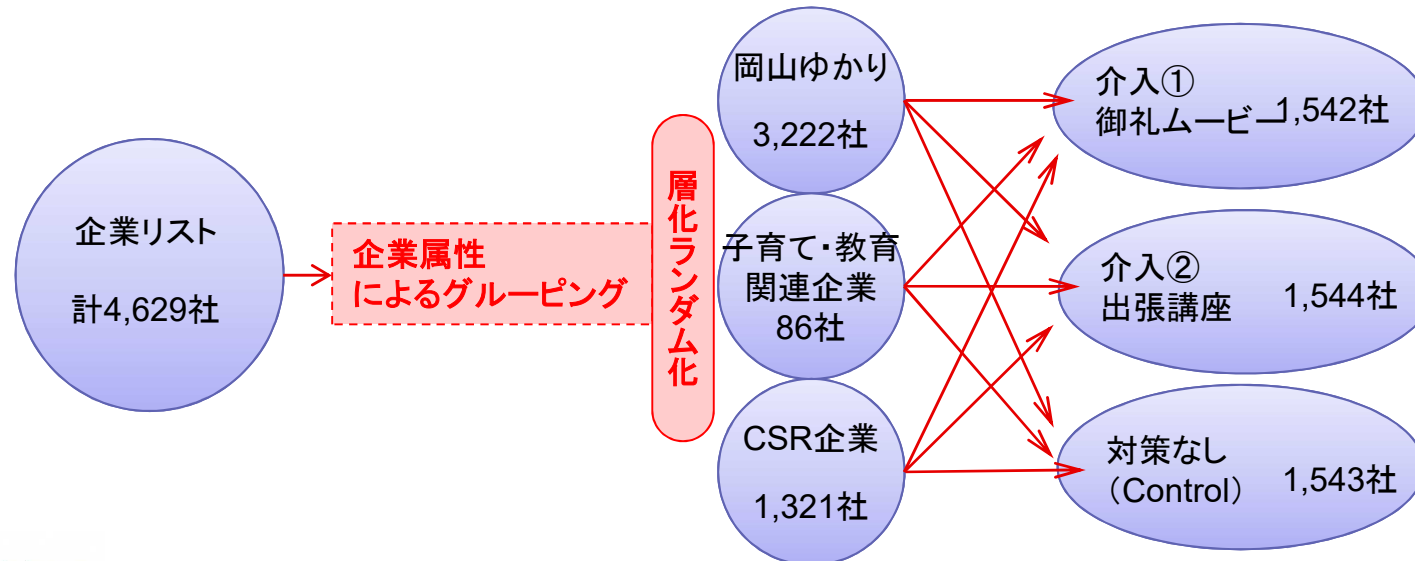 企業リスト
計4,629社
企業属性
によるグルーピング
層化ランダム化
岡山ゆかり
3,222社
子育て・教育
関連企業
86社
CSR企業
1,321社
介入①
御礼ムービー
1,542社
介入②
出張講座
1,544社
対策なし
（Control）
1,543社